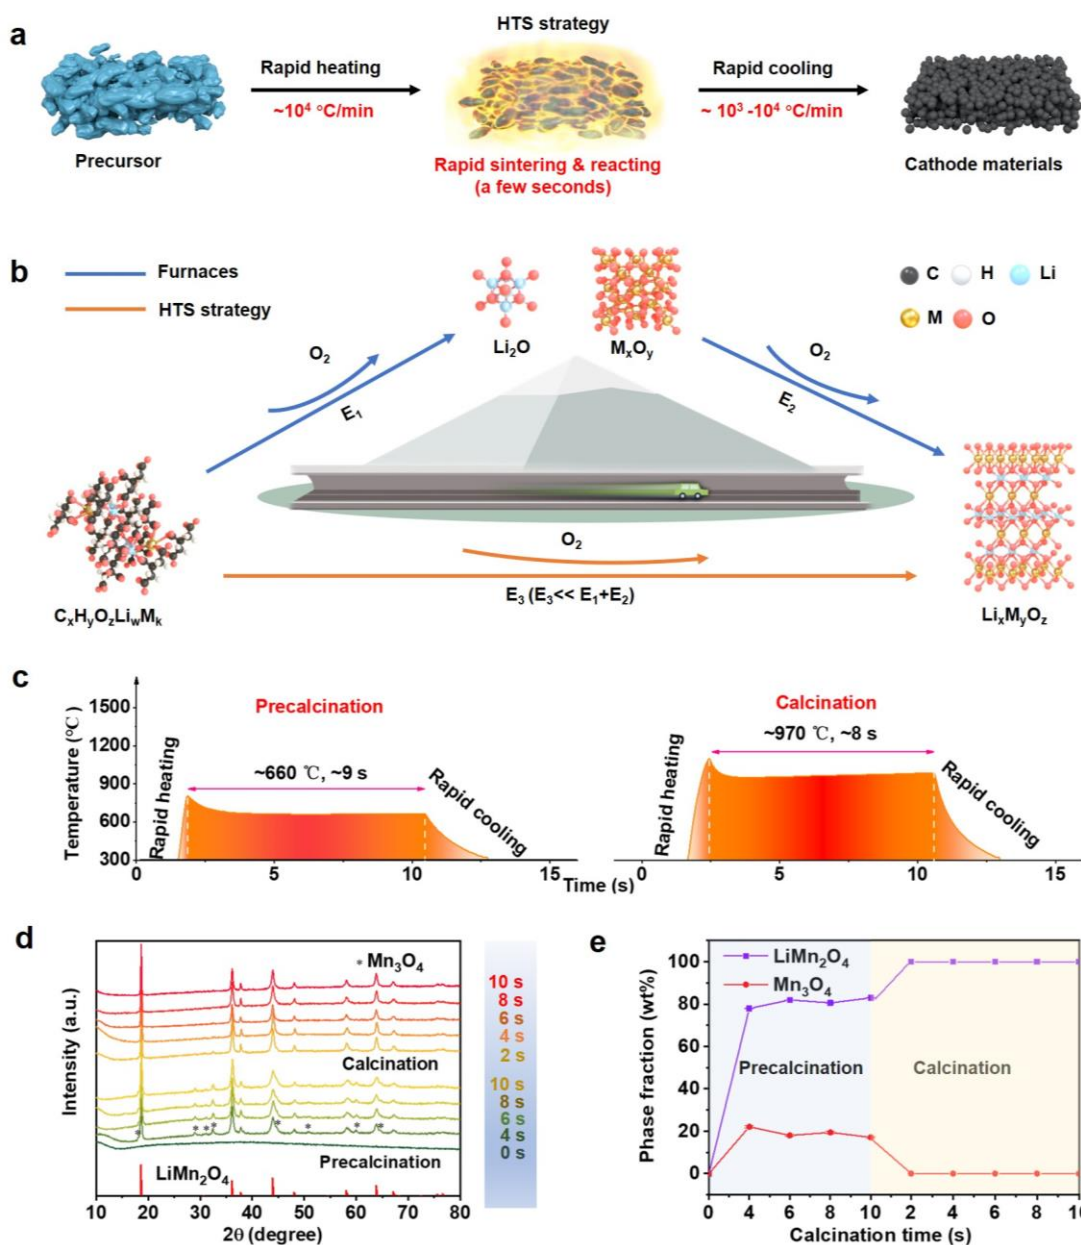 a
HTS strategy
Rapid heating
~10⁴ °C/min
Rapid cooling
~ 10³ -10⁴ °C/min
Precursor
Rapid sintering & reacting
(a few seconds)
Cathode materials
b
Furnaces
HTS strategy
C H Li
M O
Li₂O
MₓOᵧ
O₂
E₁
O₂
E₂
O₂
E₃ (E₃<< E₁+E₂)
CₓHᵧO_zLi_wMₖ
LiₓMᵧO_z
c
Temperature (℃)
1500
1200
900
600
300
Precalcination
~660 ℃, ~9 s
Rapid heating
Rapid cooling
0 5 10 15
Calcination
~970 ℃, ~8 s
Rapid heating
Rapid cooling
0 5 10 15
Time (s)
d
Intensity (a.u.)
* Mn₃O₄
Calcination
* * * * * * * *
Precalcination
LiMn₂O₄
10 20 30 40 50 60 70 80
2θ (degree)
10 s
8 s
6 s
4 s
2 s
10 s
8 s
6 s
4 s
0 s
e
Phase fraction (wt%)
100
80
60
40
20
0
LiMn₂O₄
Mn₃O₄
Precalcination
Calcination
0 4 6 8 10 2 4 6 8 10
Calcination time (s)